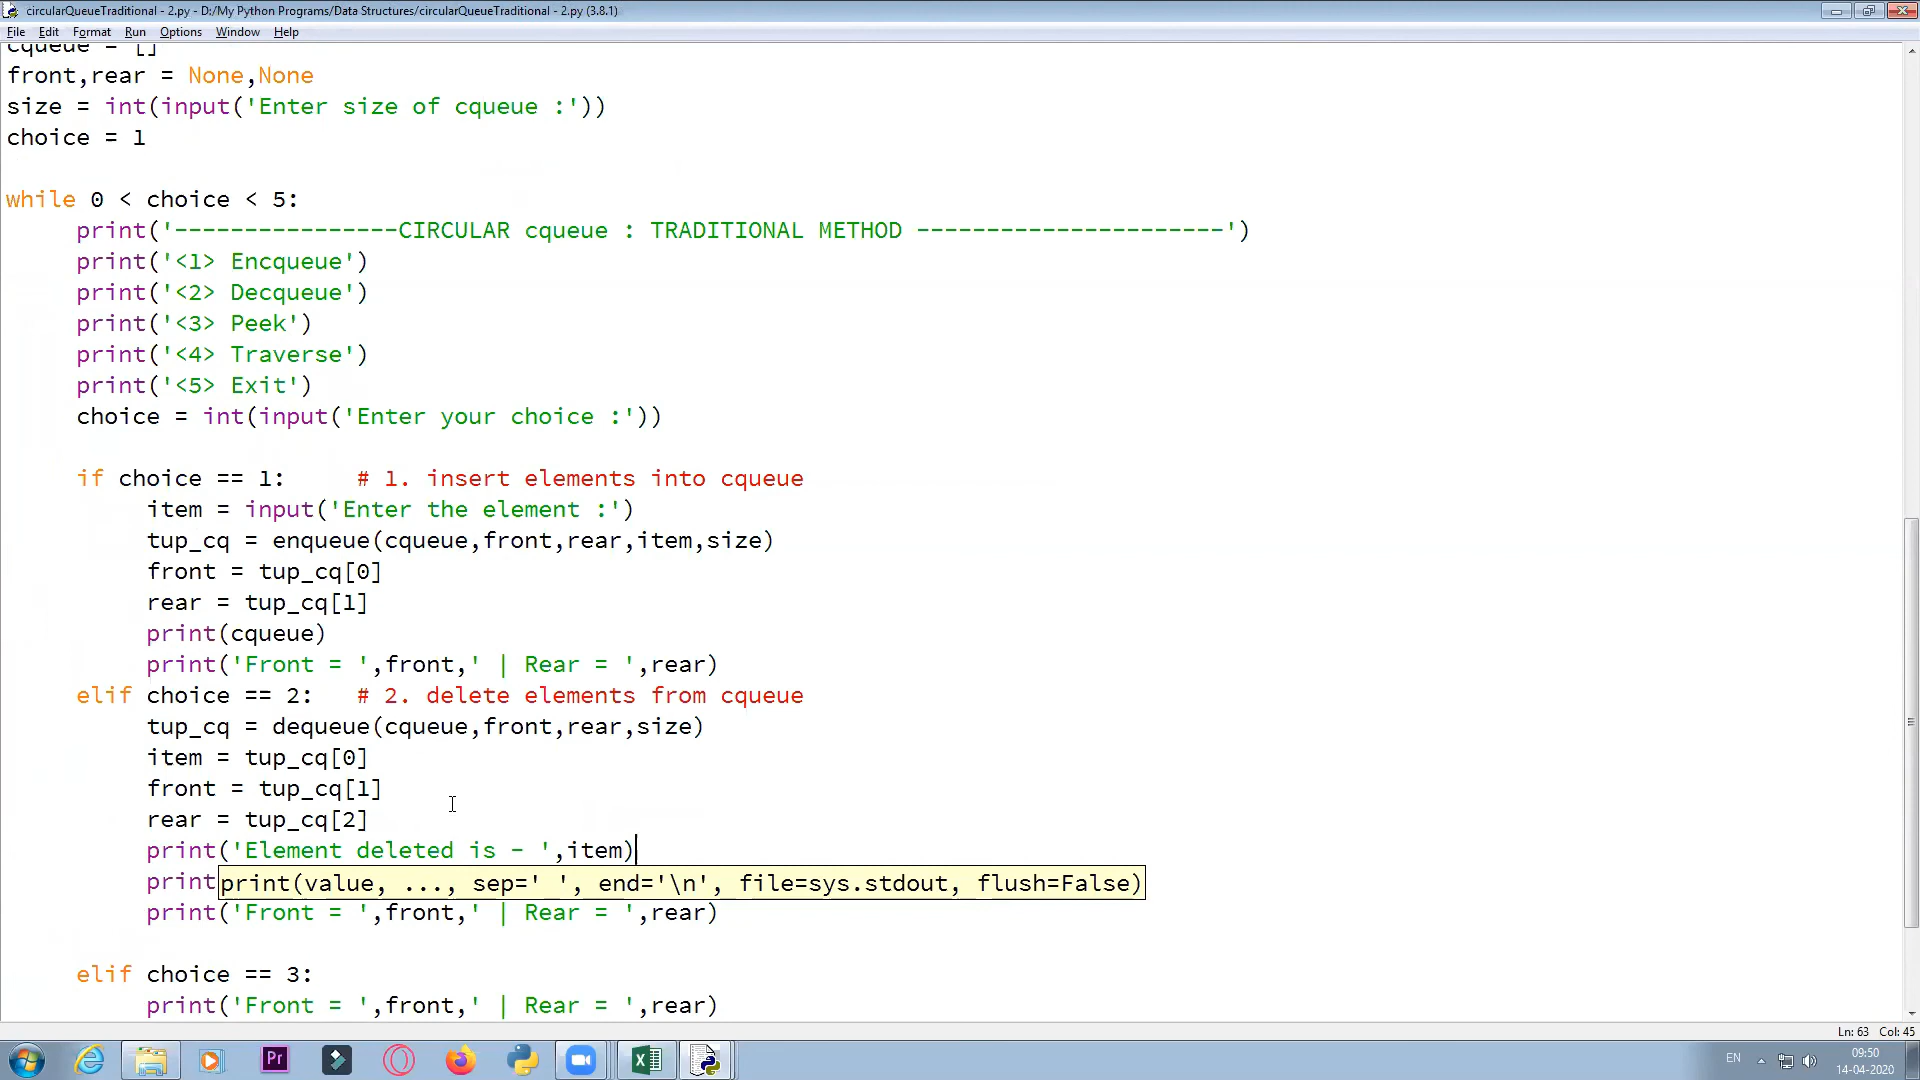 circularQueueTraditional - 2.py - D:/My Python Programs/Data Structures/circularQueueTraditional - 2.py (3.8.1)
File Edit Format Run Options Window Help
cqueue = []
front,rear = None,None
size = int(input('Enter size of cqueue :'))
choice = 1
while 0 < choice < 5:
print('----------------CIRCULAR cqueue : TRADITIONAL METHOD ----------------------')
print('<1> Encqueue')
print('<2> Decqueue')
print('<3> Peek')
print('<4> Traverse')
print('<5> Exit')
choice = int(input('Enter your choice :'))
if choice == 1: # 1. insert elements into cqueue
item = input('Enter the element :')
tup_cq = enqueue(cqueue,front,rear,item,size)
front = tup_cq[0]
rear = tup_cq[1]
print(cqueue)
print('Front = ',front,' | Rear = ',rear)
elif choice == 2: # 2. delete elements from cqueue
tup_cq = dequeue(cqueue,front,rear,size)
item = tup_cq[0]
front = tup_cq[1]
rear = tup_cq[2]
print('Element deleted is - ',item)
print print(value, ..., sep=' ', end='\n', file=sys.stdout, flush=False)
print('Front = ',front,' | Rear = ',rear)
elif choice == 3:
print('Front = ',front,' | Rear = ',rear)
Ln: 63 Col: 45
Pr EN 09:50
14-04-2020